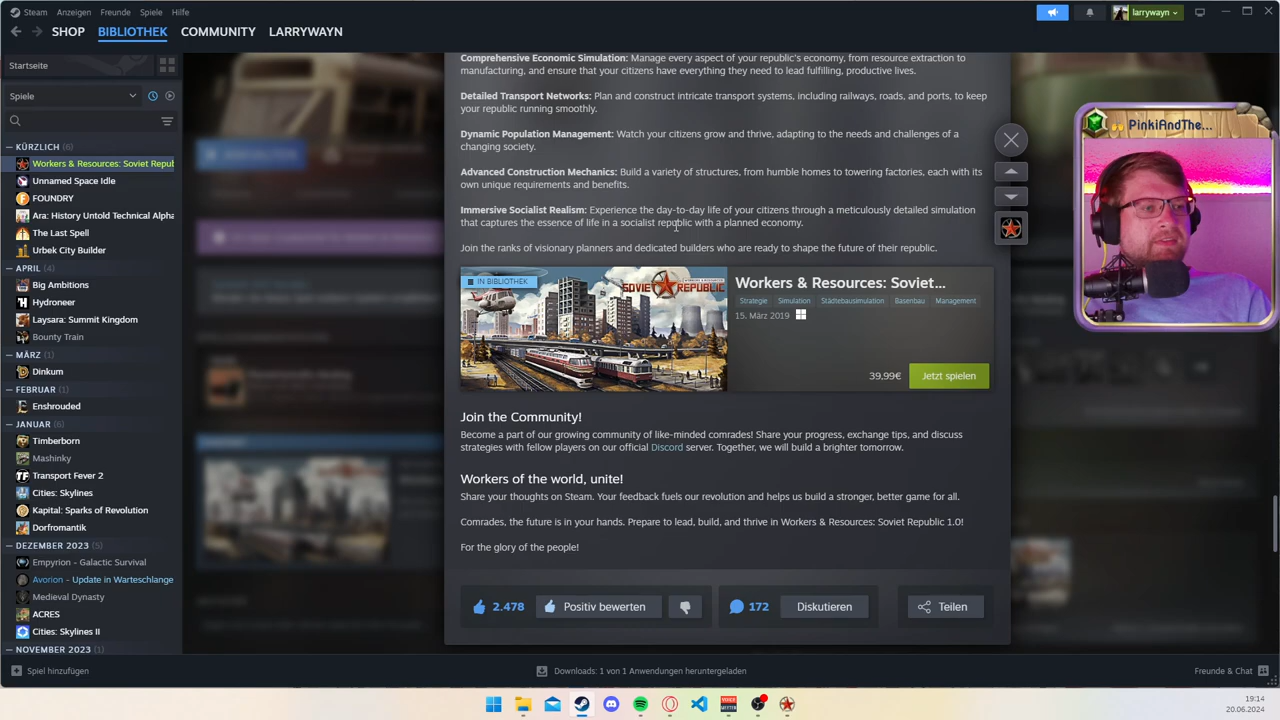 Steam Anzeigen Freunde Spiele Hilfe
larrywayn
SHOP BIBLIOTHEK COMMUNITY LARRYWAYN
Startseite
Spiele
KÜRZLICH (6)
Workers & Resources: Soviet Repub
Unnamed Space Idle
FOUNDRY
Ara: History Untold Technical Alpha
The Last Spell
Urbek City Builder
APRIL (4)
Big Ambitions
Hydroneer
Laysara: Summit Kingdom
Bounty Train
MÄRZ (1)
Dinkum
FEBRUAR (1)
Enshrouded
JANUAR (6)
Timberborn
Mashinky
Transport Fever 2
Cities: Skylines
Kapital: Sparks of Revolution
Dorfromantik
DEZEMBER 2023 (5)
Empyrion - Galactic Survival
Avorion - Update in Warteschlange
Medieval Dynasty
ACRES
Cities: Skylines II
NOVEMBER 2023 (1)
Comprehensive Economic Simulation: Manage every aspect of your republic's economy, from resource extraction to
manufacturing, and ensure that your citizens have everything they need to lead fulfilling, productive lives.
Detailed Transport Networks: Plan and construct intricate transport systems, including railways, roads, and ports, to keep
your republic running smoothly.
Dynamic Population Management: Watch your citizens grow and thrive, adapting to the needs and challenges of a
changing society.
Advanced Construction Mechanics: Build a variety of structures, from humble homes to towering factories, each with its
own unique requirements and benefits.
Immersive Socialist Realism: Experience the day-to-day life of your citizens through a meticulously detailed simulation
that captures the essence of life in a socialist republic with a planned economy.
Join the ranks of visionary planners and dedicated builders who are ready to shape the future of their republic.
IN BIBLIOTHEK
SOVIET REPUBLIC
Workers & Resources: Soviet...
Strategie Simulation Städtebausimulation Basenbau Management
15. März 2019
39,99€ Jetzt spielen
Join the Community!
Become a part of our growing community of like-minded comrades! Share your progress, exchange tips, and discuss
strategies with fellow players on our official Discord server. Together, we will build a brighter tomorrow.
Workers of the world, unite!
Share your thoughts on Steam. Your feedback fuels our revolution and helps us build a stronger, better game for all.
Comrades, the future is in your hands. Prepare to lead, build, and thrive in Workers & Resources: Soviet Republic 1.0!
For the glory of the people!
2.478 Positiv bewerten 172 Diskutieren Teilen
PinkiAndThe...
Spiel hinzufügen
Downloads: 1 von 1 Anwendungen heruntergeladen
Freunde & Chat
19:14
20.06.2024